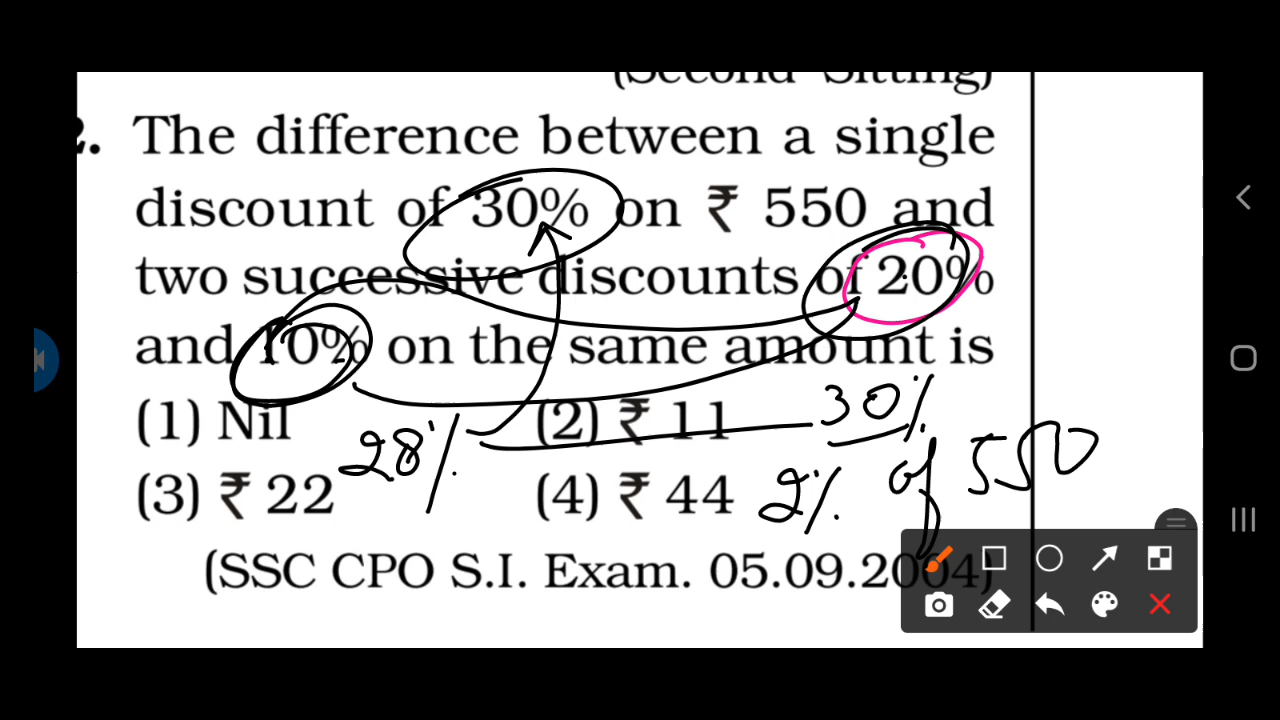 (Second Sitting)
2. The difference between a single
discount of 30% on ₹ 550 and
two successive discounts of 20%
and 10% on the same amount is
(1) Nil (2) ₹ 11
28% 30%
(3) ₹ 22 (4) ₹ 44 2% of 550
(SSC CPO S.I. Exam. 05.09.2004)